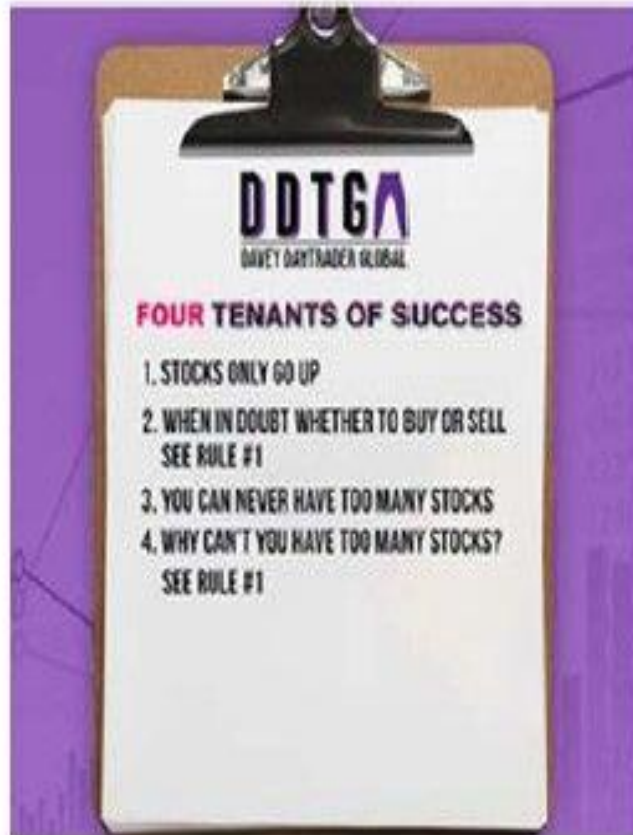 DDTG
DAVEY DAYTRADER GLOBAL
FOUR TENANTS OF SUCCESS
1. STOCKS ONLY GO UP
2. WHEN IN DOUBT WHETHER TO BUY OR SELL
SEE RULE #1
3. YOU CAN NEVER HAVE TOO MANY STOCKS
4. WHY CAN'T YOU HAVE TOO MANY STOCKS?
SEE RULE #1